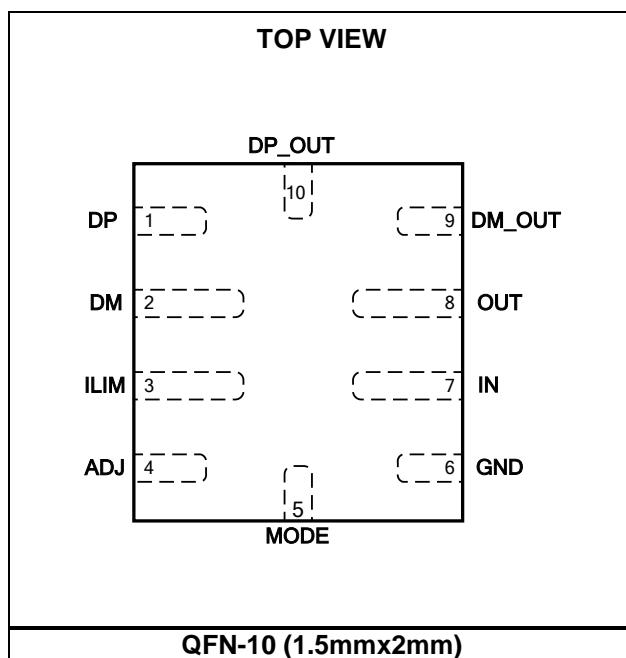 TOP VIEW
DP_OUT
10
DP 1 9 DM_OUT
DM 2 8 OUT
ILIM 3 7 IN
ADJ 4 6 GND
5
MODE
QFN-10 (1.5mmx2mm)